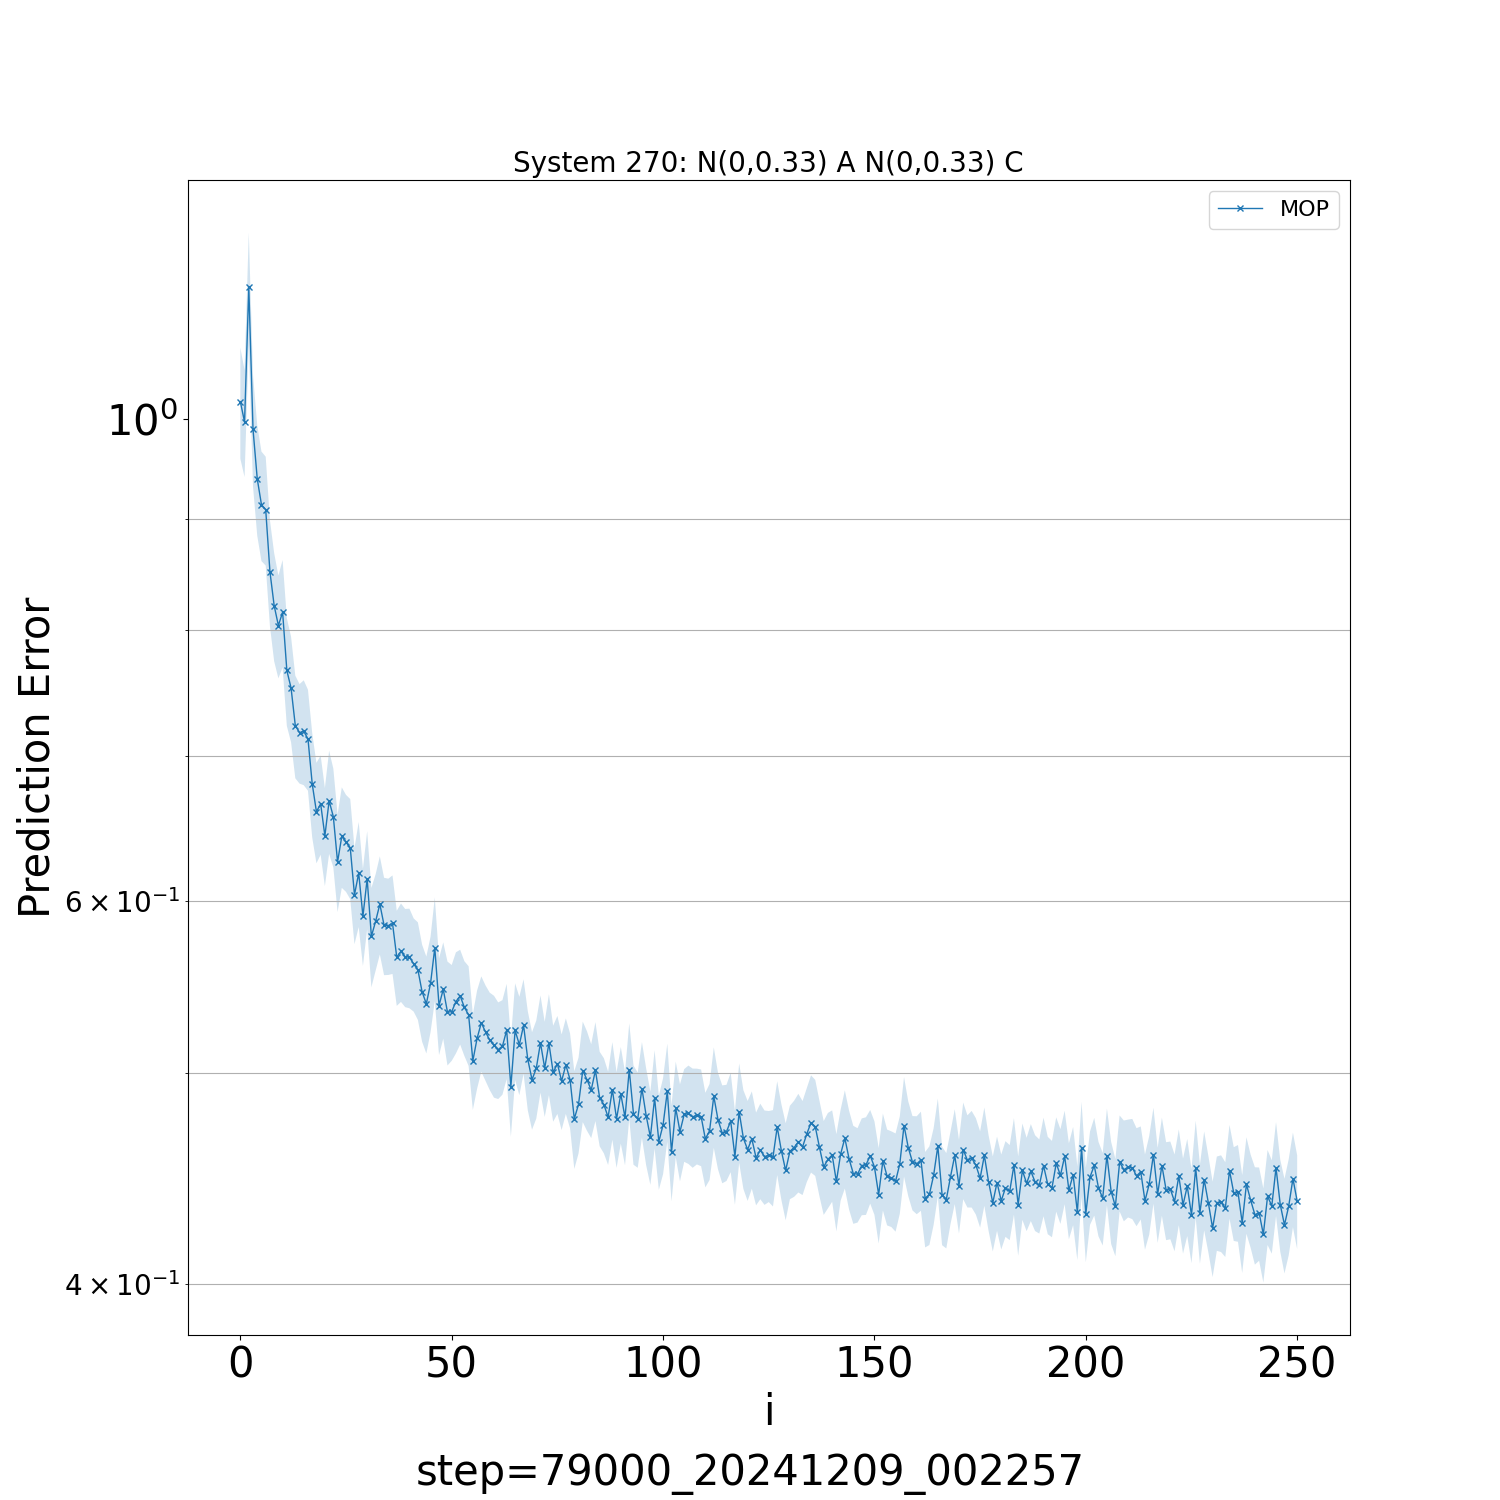 System 270: N(0,0.33) A N(0,0.33) C
MOP
10⁰
6 × 10⁻¹
4 × 10⁻¹
Prediction Error
0 50 100 150 200 250
i
step=79000_20241209_002257